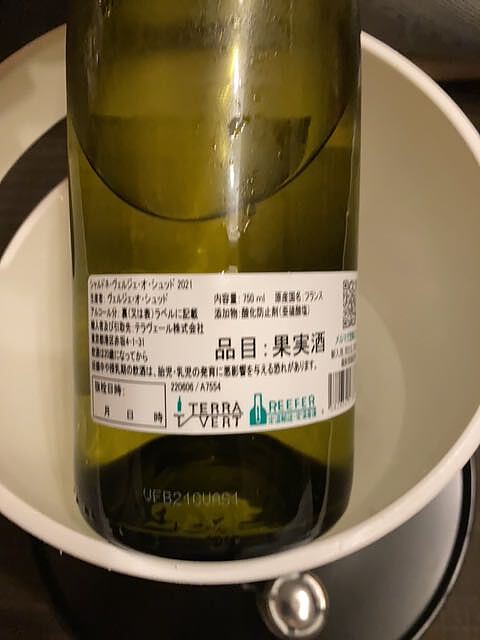 シャルドネ・ヴェルジェ・オ・シュッド 2021
生産者: ヴェルジェ・オ・シュッド
内容量: 750 ml 原産国名: フランス
アルコール分: 裏(又は表)ラベルに記載
添加物: 酸化防止剤(亜硫酸塩)
輸入者及び引取先: テラヴェール株式会社
東京都港区赤坂4-1-31
品目: 果実酒
飲酒は20歳になってから
妊娠中や授乳期の飲酒は、胎児・乳児の発育に悪影響を与える恐れがあります。
220606 / A7554
抜栓日時:
月 日 時
TERRA
VERT
REEFER
VFB210UAS1